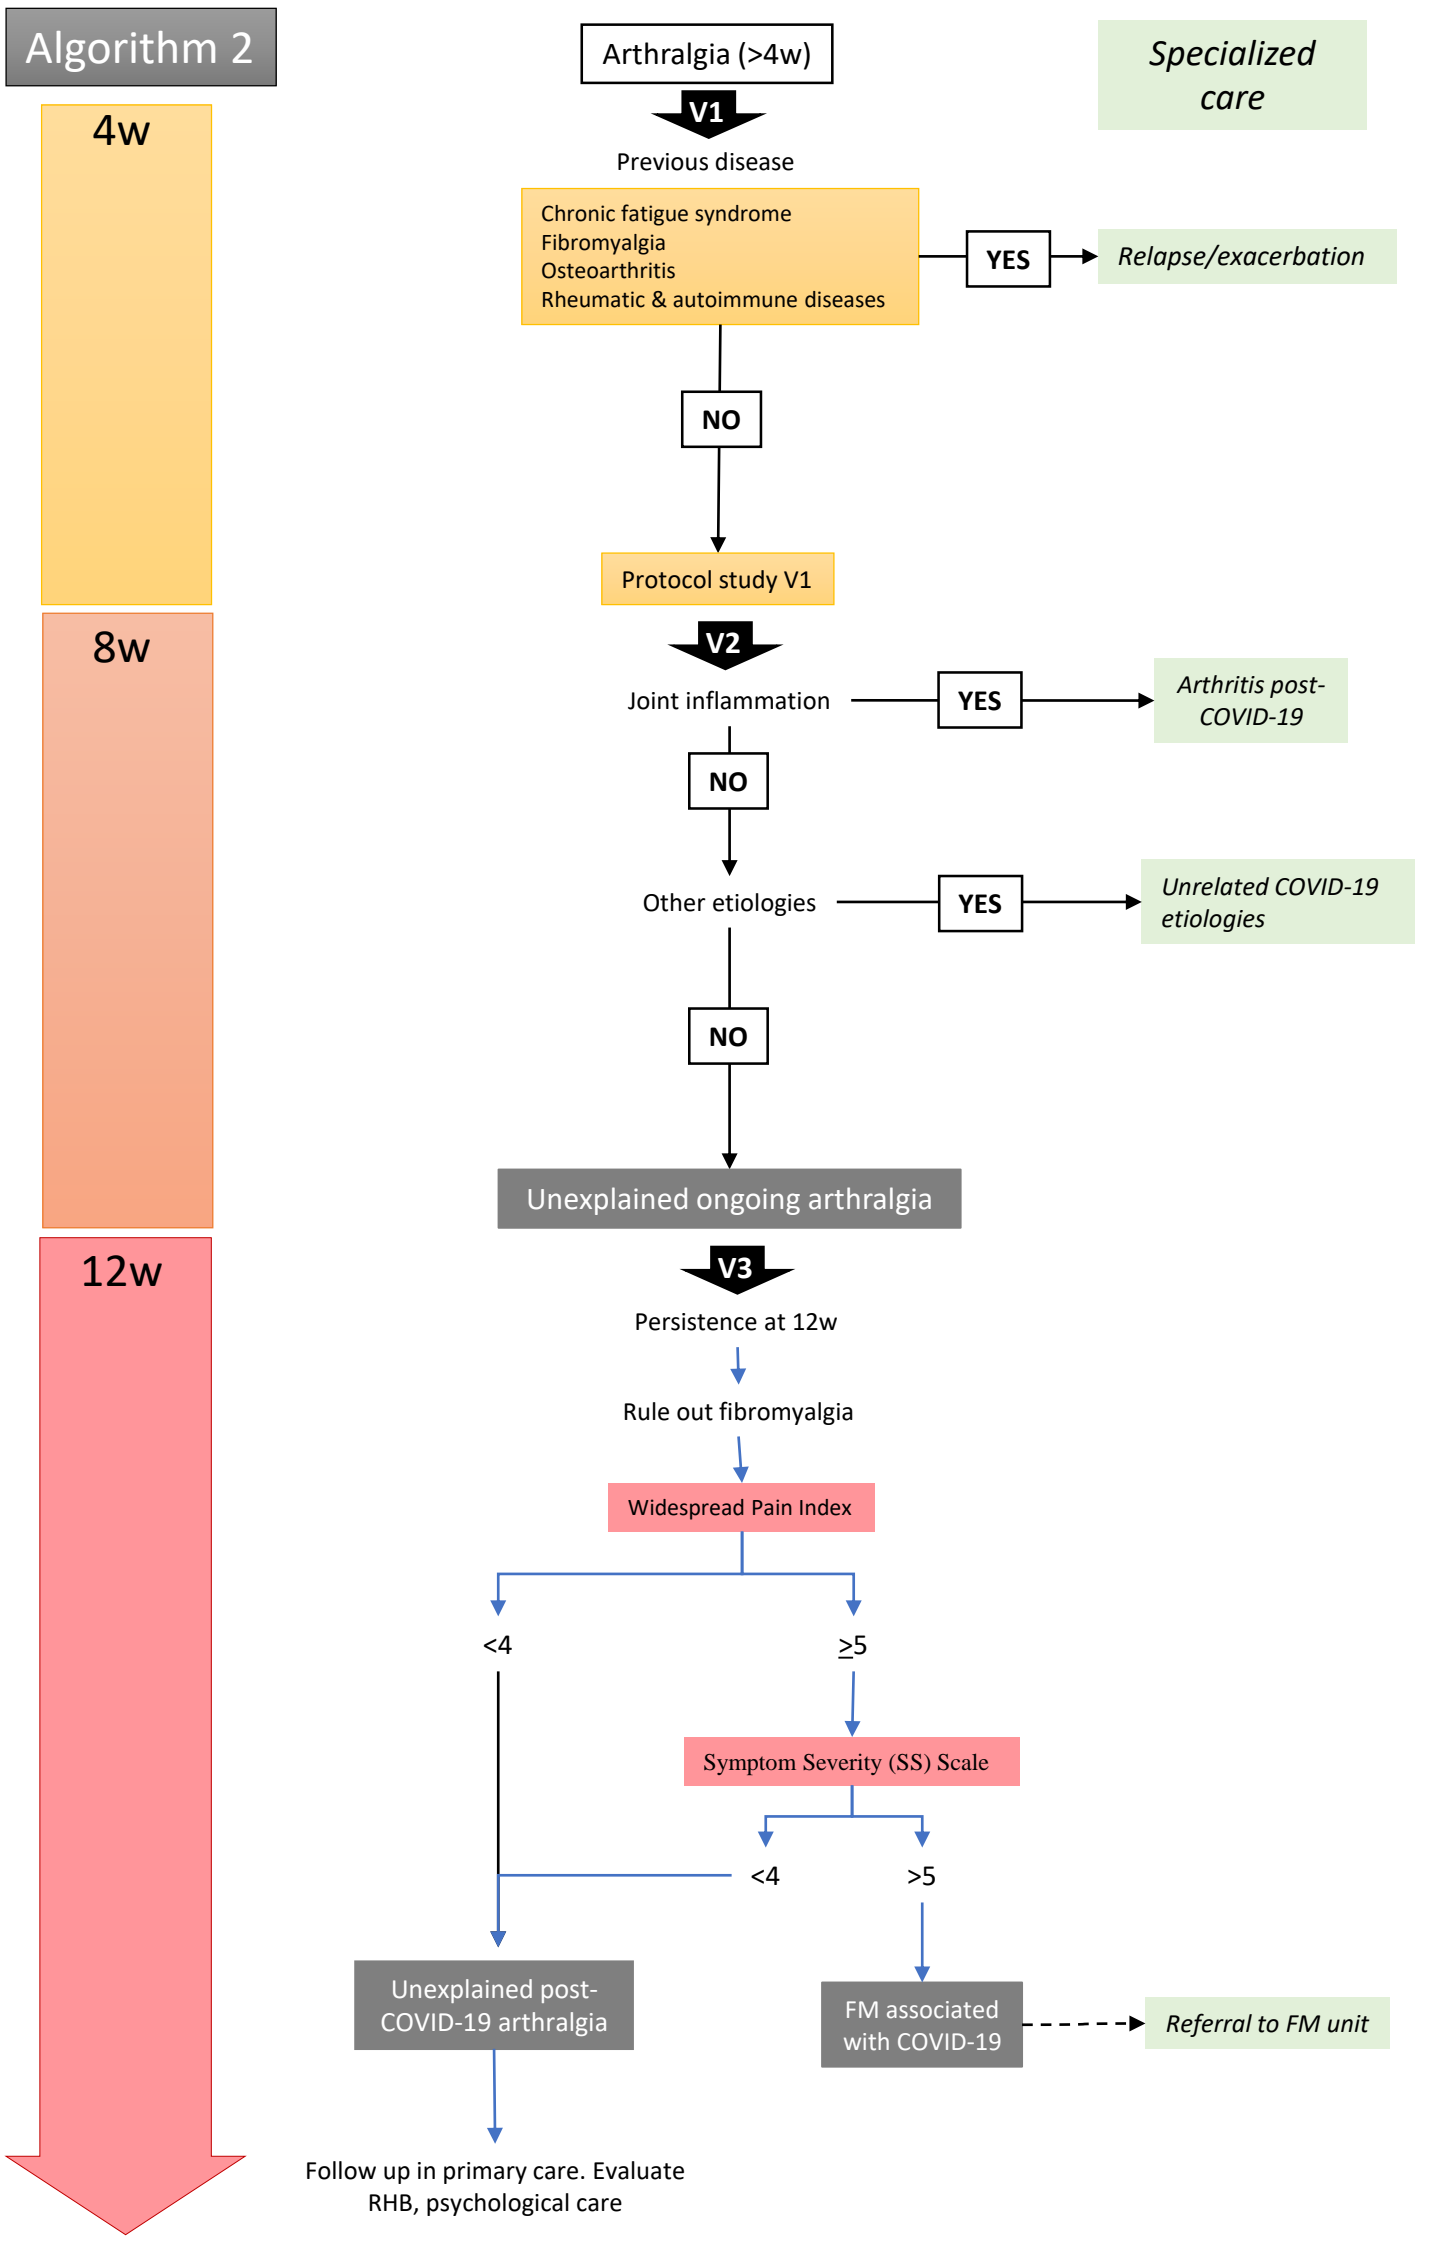 Algorithm 2
Arthralgia (>4w)
Specialized
care
4w
V1
Previous disease
Chronic fatigue syndrome
Fibromyalgia
Osteoarthritis
Rheumatic & autoimmune diseases
YES
Relapse/exacerbation
NO
Protocol study V1
8w
V2
Joint inflammation
YES
Arthritis post-
COVID-19
NO
Other etiologies
YES
Unrelated COVID-19
etiologies
NO
Unexplained ongoing arthralgia
12w
V3
Persistence at 12w
Rule out fibromyalgia
Widespread Pain Index
<4
≥5
Symptom Severity (SS) Scale
<4
>5
Unexplained post-
COVID-19 arthralgia
FM associated
with COVID-19
Referral to FM unit
Follow up in primary care. Evaluate
RHB, psychological care